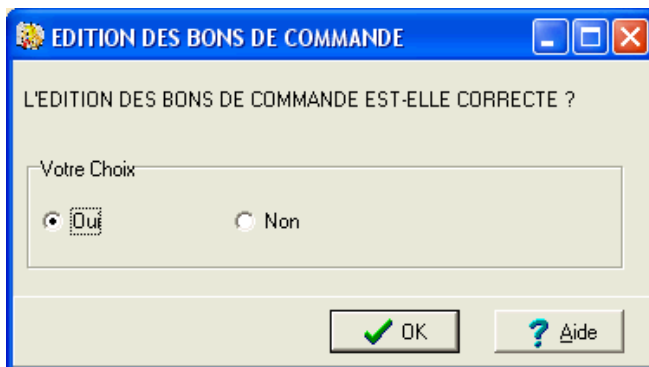 EDITION DES BONS DE COMMANDE
L'EDITION DES BONS DE COMMANDE EST-ELLE CORRECTE ?
Votre Choix
Oui Non
OK Aide